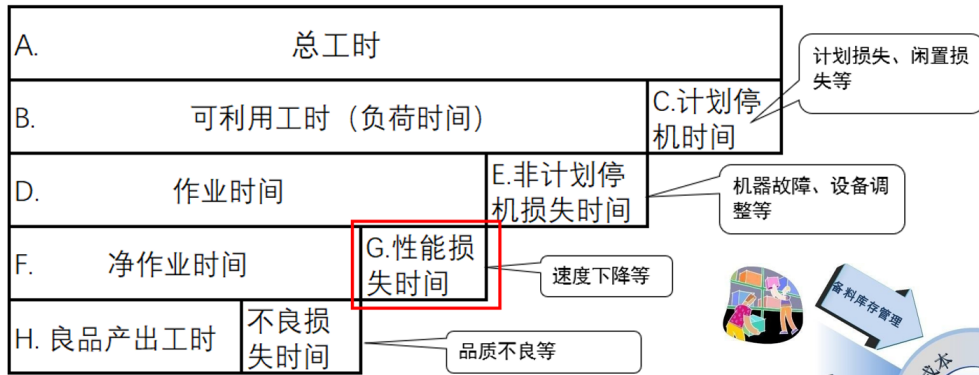 A. 总工时
计划损失、闲置损
失等
B. 可利用工时（负荷时间）
C.计划停
机时间
D. 作业时间
E.非计划停
机损失时间
机器故障、设备调
整等
F. 净作业时间
G.性能损
失时间
速度下降等
H. 良品产出工时
不良损
失时间
品质不良等
备料库存管理
成本